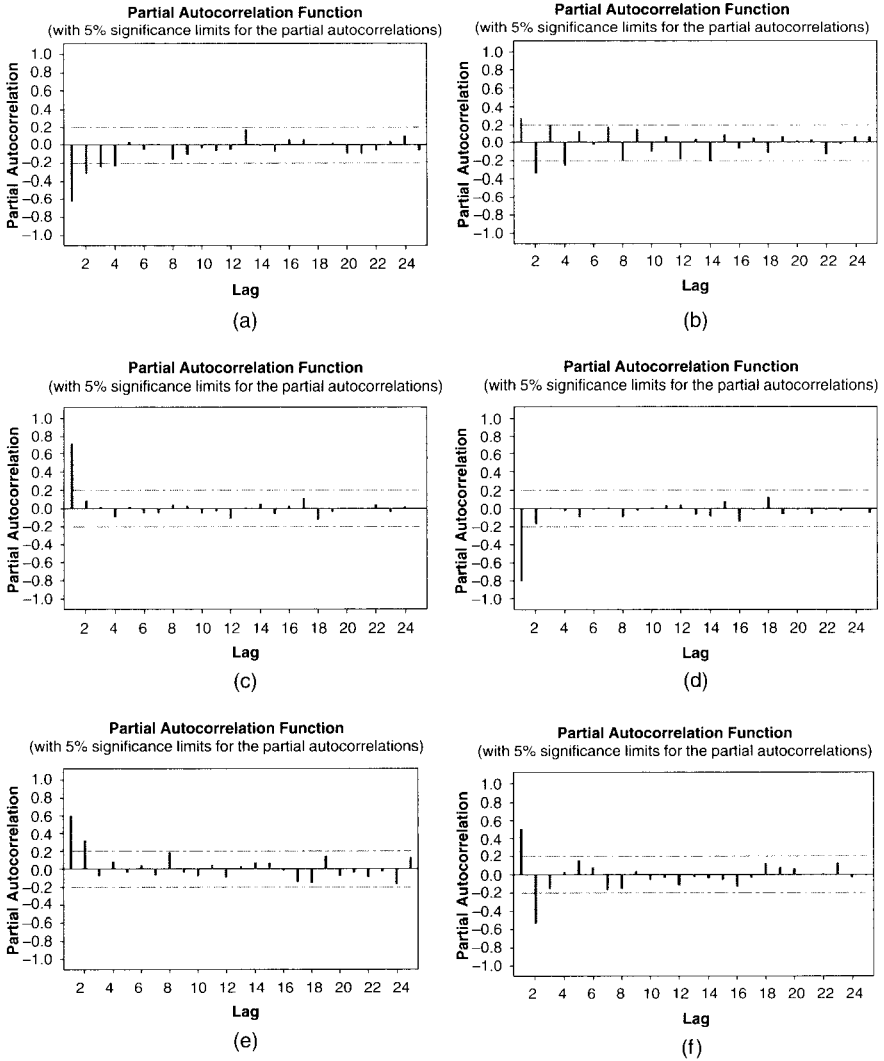 Partial Autocorrelation Function
(with 5% significance limits for the partial autocorrelations)
Partial Autocorrelation
1.0
0.8
0.6
0.4
0.2
0.0
−0.2
−0.4
−0.6
−0.8
−1.0
2 4 6 8 10 12 14 16 18 20 22 24
Lag
(a)
Partial Autocorrelation Function
(with 5% significance limits for the partial autocorrelations)
Partial Autocorrelation
1.0
0.8
0.6
0.4
0.2
0.0
−0.2
−0.4
−0.6
−0.8
−1.0
2 4 6 8 10 12 14 16 18 20 22 24
Lag
(b)
Partial Autocorrelation Function
(with 5% significance limits for the partial autocorrelations)
Partial Autocorrelation
1.0
0.8
0.6
0.4
0.2
0.0
−0.2
−0.4
−0.6
−0.8
−1.0
2 4 6 8 10 12 14 16 18 20 22 24
Lag
(c)
Partial Autocorrelation Function
(with 5% significance limits for the partial autocorrelations)
Partial Autocorrelation
1.0
0.8
0.6
0.4
0.2
0.0
−0.2
−0.4
−0.6
−0.8
−1.0
2 4 6 8 10 12 14 16 18 20 22 24
Lag
(d)
Partial Autocorrelation Function
(with 5% significance limits for the partial autocorrelations)
Partial Autocorrelation
1.0
0.8
0.6
0.4
0.2
0.0
−0.2
−0.4
−0.6
−0.8
−1.0
2 4 6 8 10 12 14 16 18 20 22 24
Lag
(e)
Partial Autocorrelation Function
(with 5% significance limits for the partial autocorrelations)
Partial Autocorrelation
1.0
0.8
0.6
0.4
0.2
0.0
−0.2
−0.4
−0.6
−0.8
−1.0
2 4 6 8 10 12 14 16 18 20 22 24
Lag
(f)